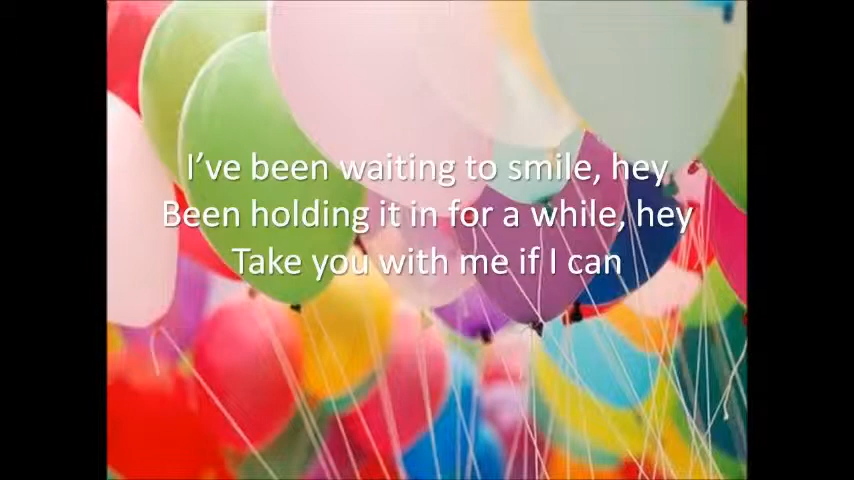 I’ve been waiting to smile, hey
Been holding it in for a while, hey
Take you with me if I can